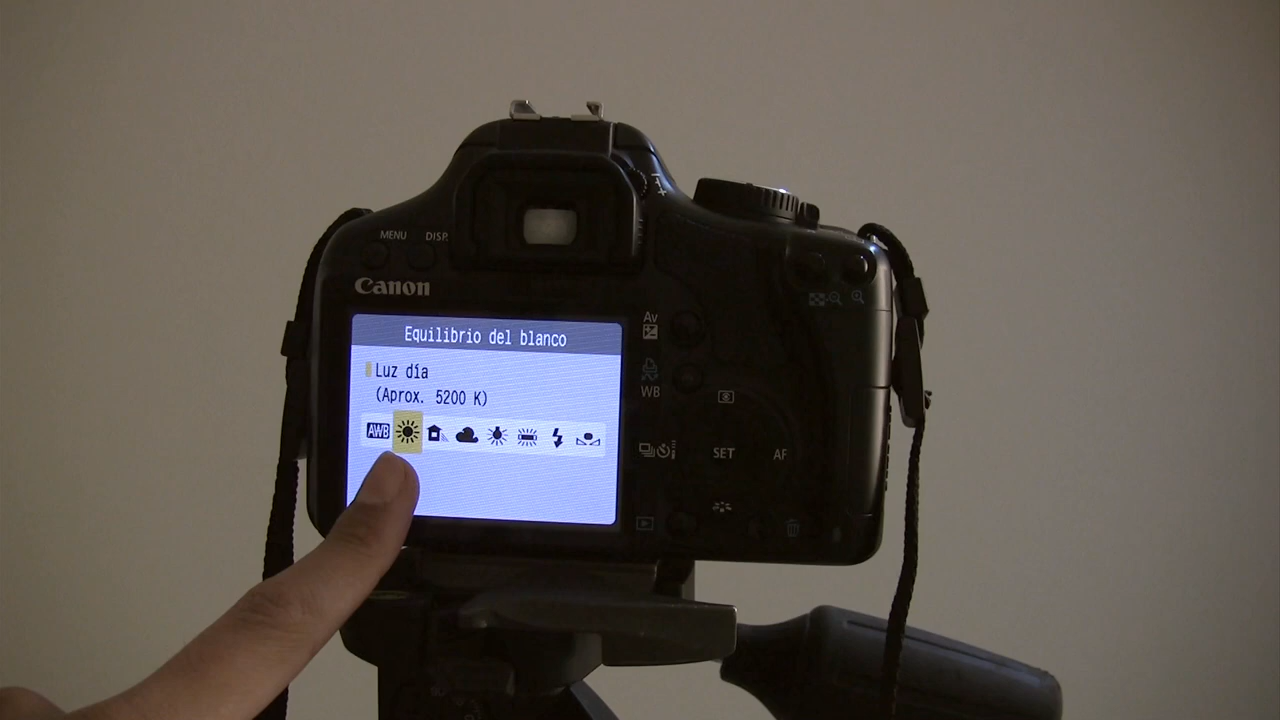 MENU DISP.
Canon
Equilibrio del blanco
Luz día
(Aprox. 5200 K)
AWB
Av
WB
SET
AF